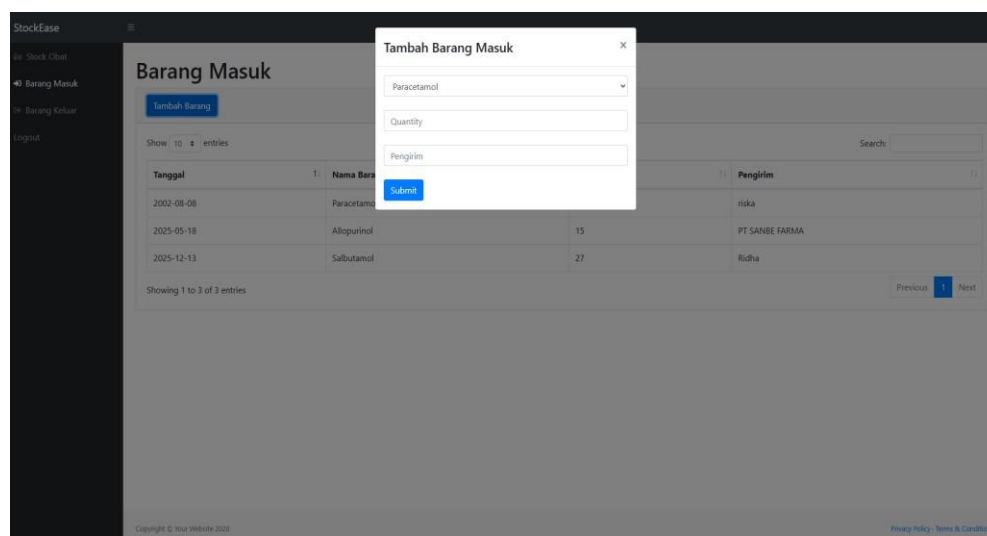 StockEase
Stock Obat
Barang Masuk
Barang Keluar
Logout
Barang Masuk
Tambah Barang
Show 10 entries
Search:
Tanggal Nama Bara Pengirim
2002-08-08 Paracetamo riska
2025-05-18 Allopurinol 15 PT SANBE FARMA
2025-12-13 Salbutamol 27 Ridha
Showing 1 to 3 of 3 entries
Previous 1 Next
Tambah Barang Masuk x
Paracetamol
Quantity
Pengirim
Submit
Copyright © Your Website 2020
Privacy Policy · Terms & Conditio